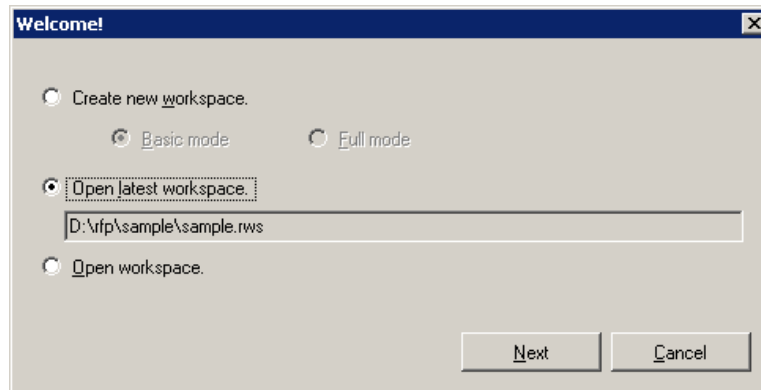 Welcome!
Create new workspace.
Basic mode Full mode
Open latest workspace.
D:\rfp\sample\sample.rws
Open workspace.
Next Cancel